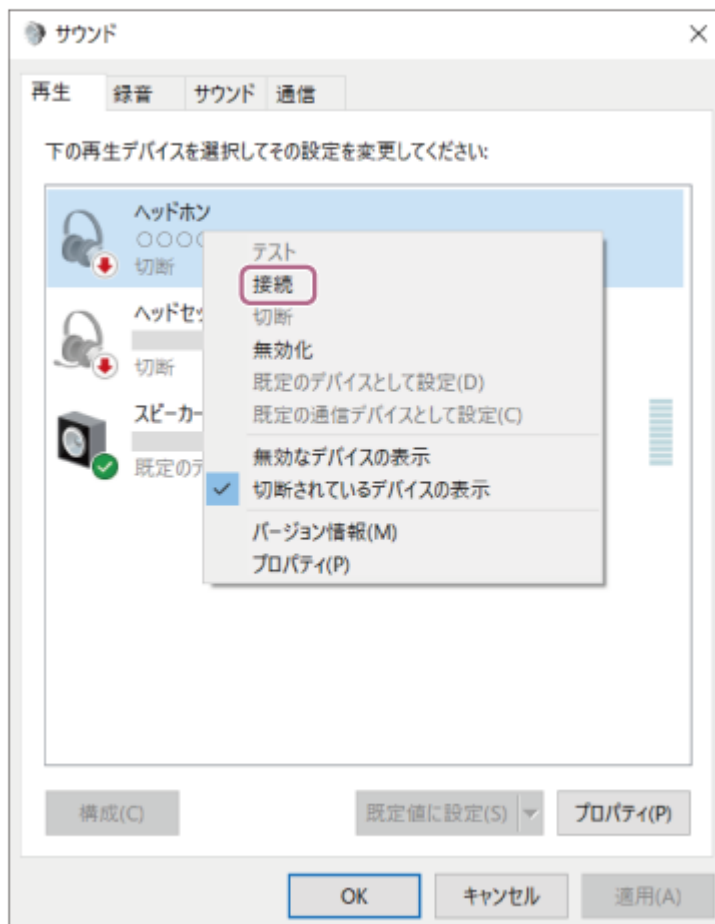 サウンド
再生
録音
サウンド
通信
下の再生デバイスを選択してその設定を変更してください:
ヘッドホン
○○○○
切断
ヘッドセッ
切断
スピーカー
既定のデ
テスト
接続
切断
無効化
既定のデバイスとして設定(D)
既定の通信デバイスとして設定(C)
無効なデバイスの表示
切断されているデバイスの表示
バージョン情報(M)
プロパティ(P)
構成(C)
既定値に設定(S)
プロパティ(P)
OK
キャンセル
適用(A)